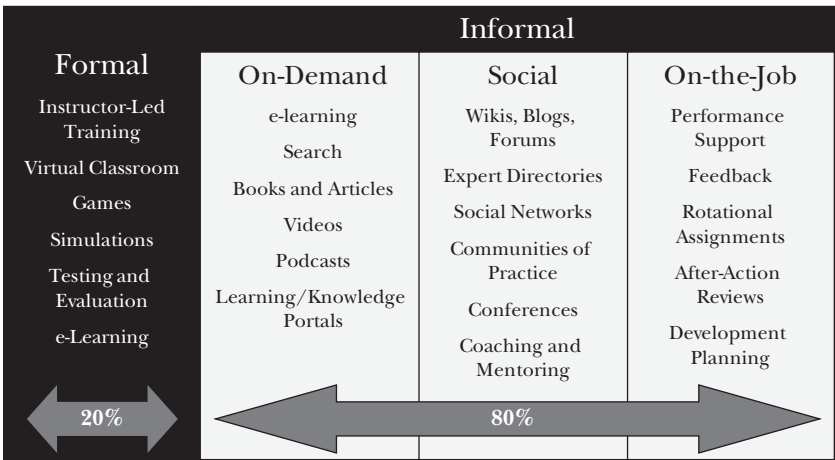 Informal
Formal
Instructor-Led
Training
Virtual Classroom
Games
Simulations
Testing and
Evaluation
e-Learning
20%
On-Demand
e-learning
Search
Books and Articles
Videos
Podcasts
Learning/Knowledge
Portals
Social
Wikis, Blogs,
Forums
Expert Directories
Social Networks
Communities of
Practice
Conferences
Coaching and
Mentoring
On-the-Job
Performance
Support
Feedback
Rotational
Assignments
After-Action
Reviews
Development
Planning
80%